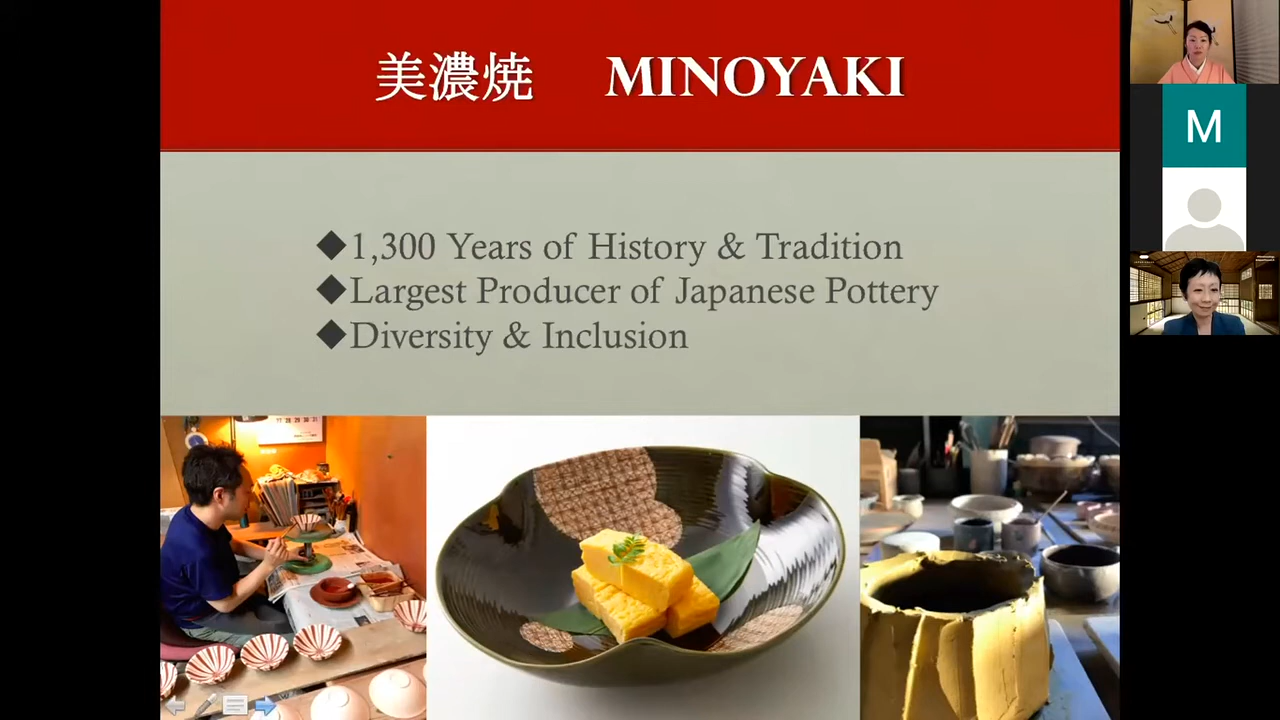 美濃焼 MINOYAKI
◆1,300 Years of History & Tradition
◆Largest Producer of Japanese Pottery
◆Diversity & Inclusion
M